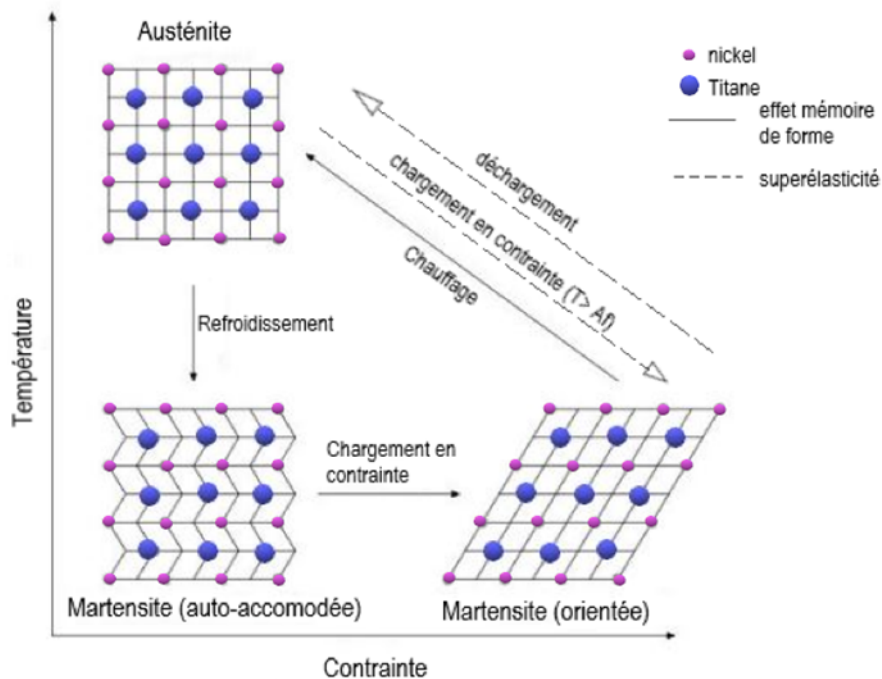 Austénite
nickel
Titane
effet mémoire
de forme
superélasticité
déchargement
chargement en contrainte (T> Af)
Chauffage
Refroidissement
Température
Chargement en
contrainte
Martensite (auto-accomodée)
Martensite (orientée)
Contrainte